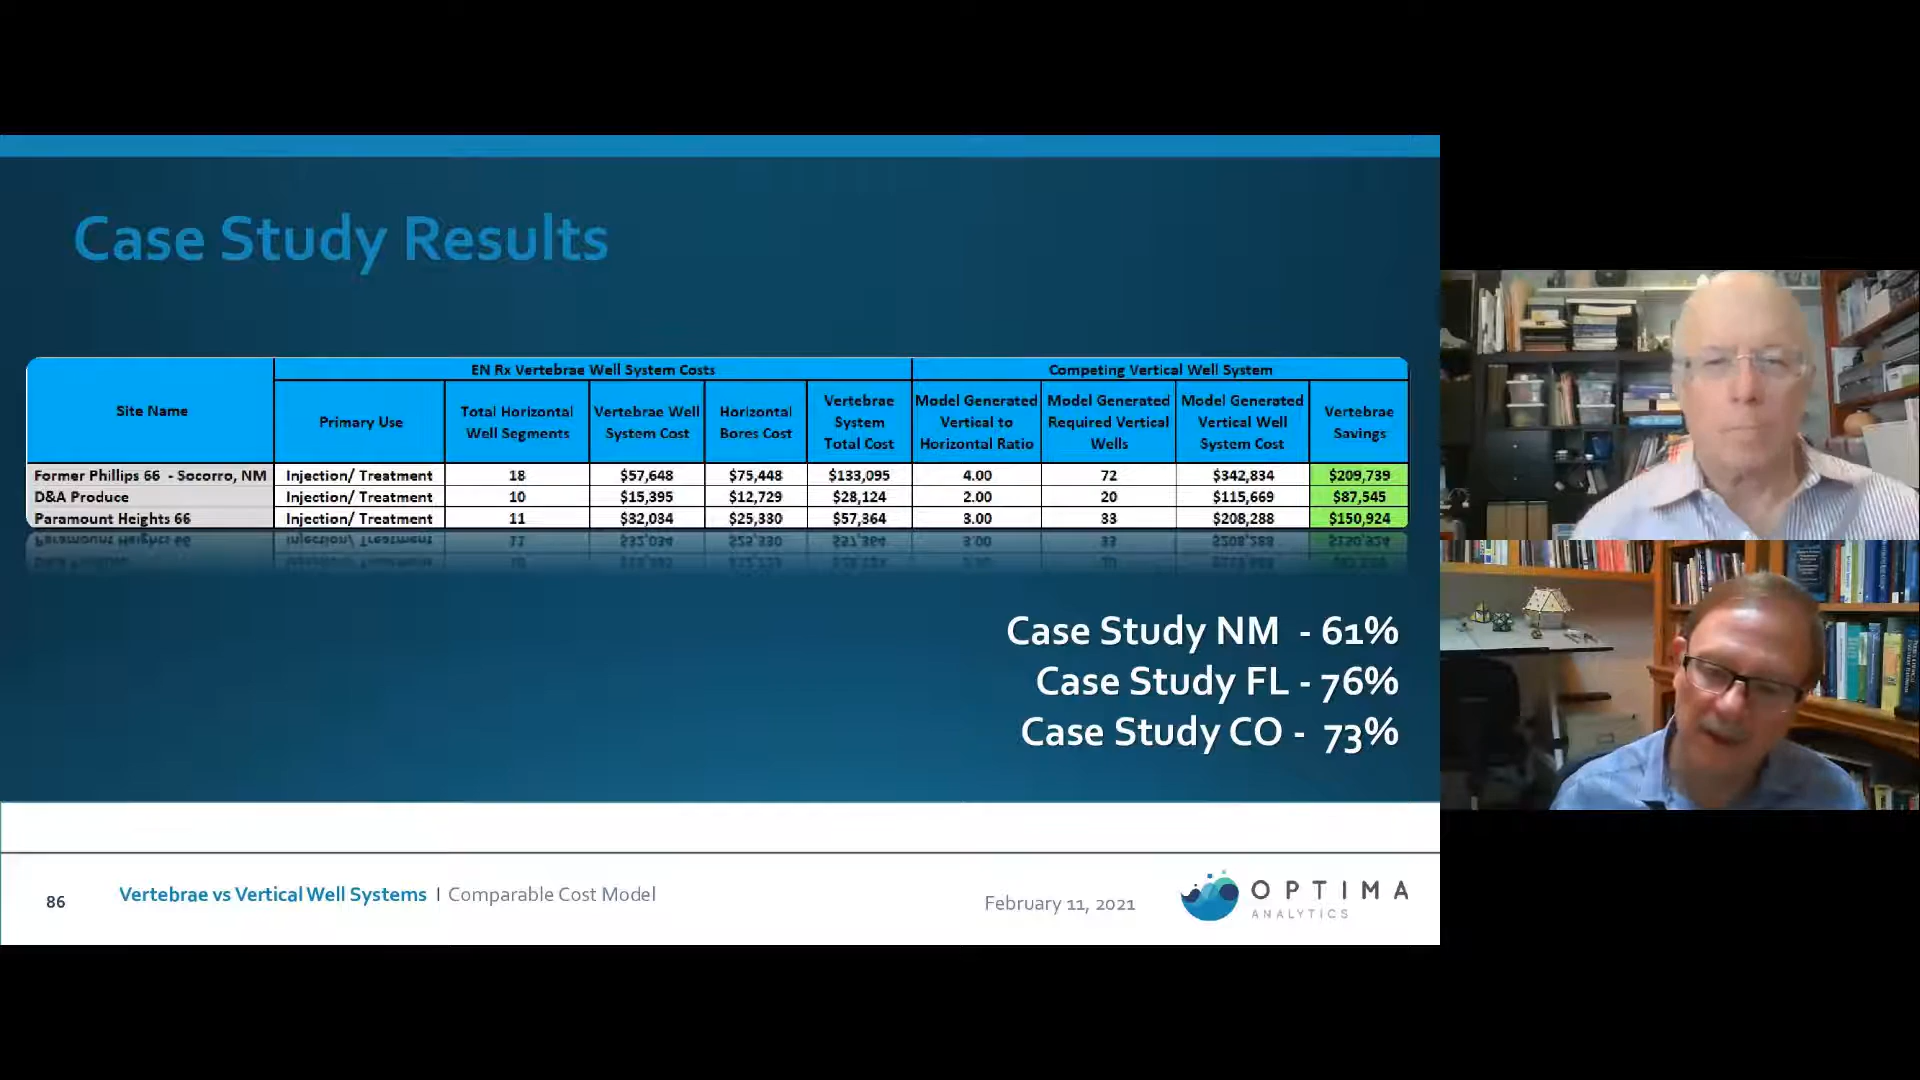 Case Study Results
EN Rx Vertebrae Well System Costs Competing Vertical Well System
Site Name Primary Use Total Horizontal Well Segments Vertebrae Well System Cost Horizontal Bores Cost Vertebrae System Total Cost Model Generated Vertical to Horizontal Ratio Model Generated Required Vertical Wells Model Generated Vertical Well System Cost Vertebrae Savings
Former Phillips 66 - Socorro, NM Injection/ Treatment 18 $57,648 $75,448 $133,095 4.00 72 $342,834 $209,739
D&A Produce Injection/ Treatment 10 $15,395 $12,729 $28,124 2.00 20 $115,669 $87,545
Paramount Heights 66 Injection/ Treatment 11 $32,034 $25,330 $57,364 3.00 33 $208,288 $150,924
Case Study NM - 61%
Case Study FL - 76%
Case Study CO - 73%
86 Vertebrae vs Vertical Well Systems | Comparable Cost Model February 11, 2021 OPTIMA
ANALYTICS